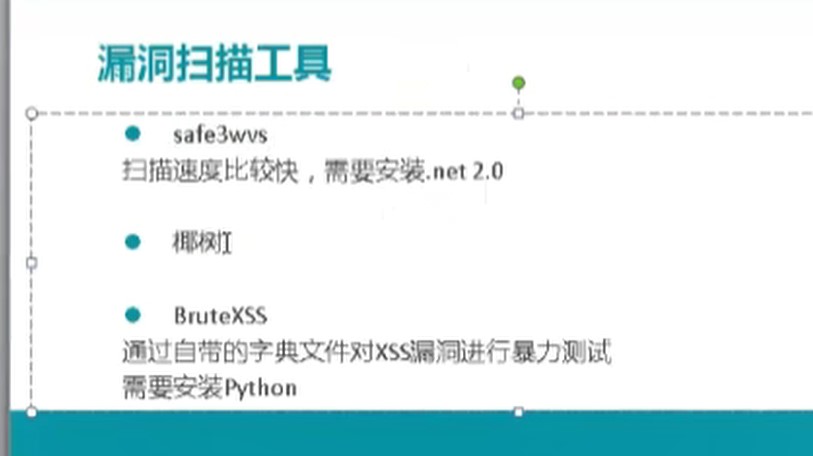 漏洞扫描工具
safe3wvs
扫描速度比较快，需要安装.net 2.0
椰树
BruteXSS
通过自带的字典文件对XSS漏洞进行暴力测试
需要安装Python